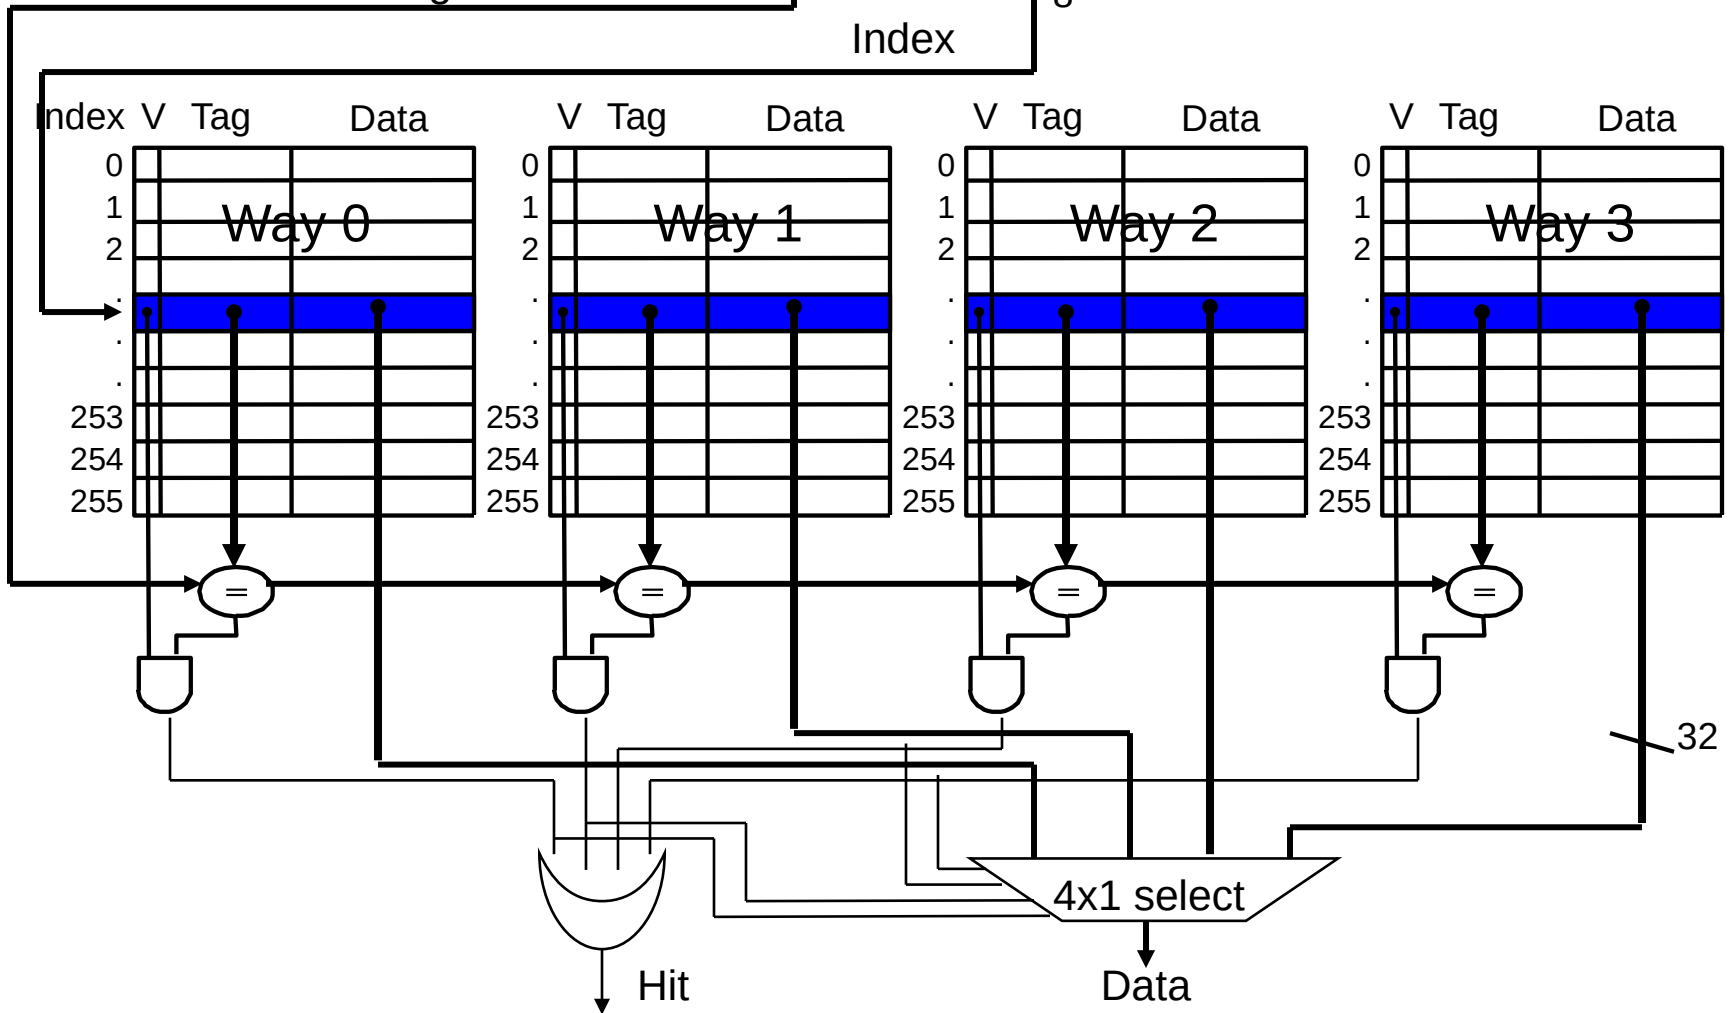 Index
Index V Tag Data V Tag Data V Tag Data V Tag Data
0 0 0 0
1 1 1 1
Way 0 Way 1 Way 2 Way 3
2 2 2 2
. . . .
. . . .
. . . .
253 253 253 253
254 254 254 254
255 255 255 255
= = = =
32
4x1 select
Hit Data